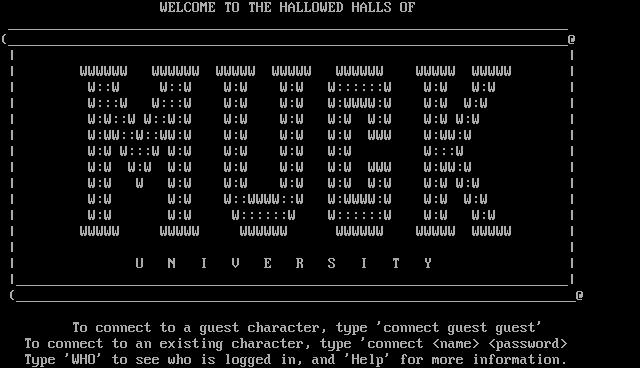 WELCOME TO THE HALLOWED HALLS OF
MUCK
U N I V E R S I T Y
To connect to a guest character, type 'connect guest guest'
To connect to an existing character, type 'connect <name> <password>
Type 'WHO' to see who is logged in, and 'Help' for more information.